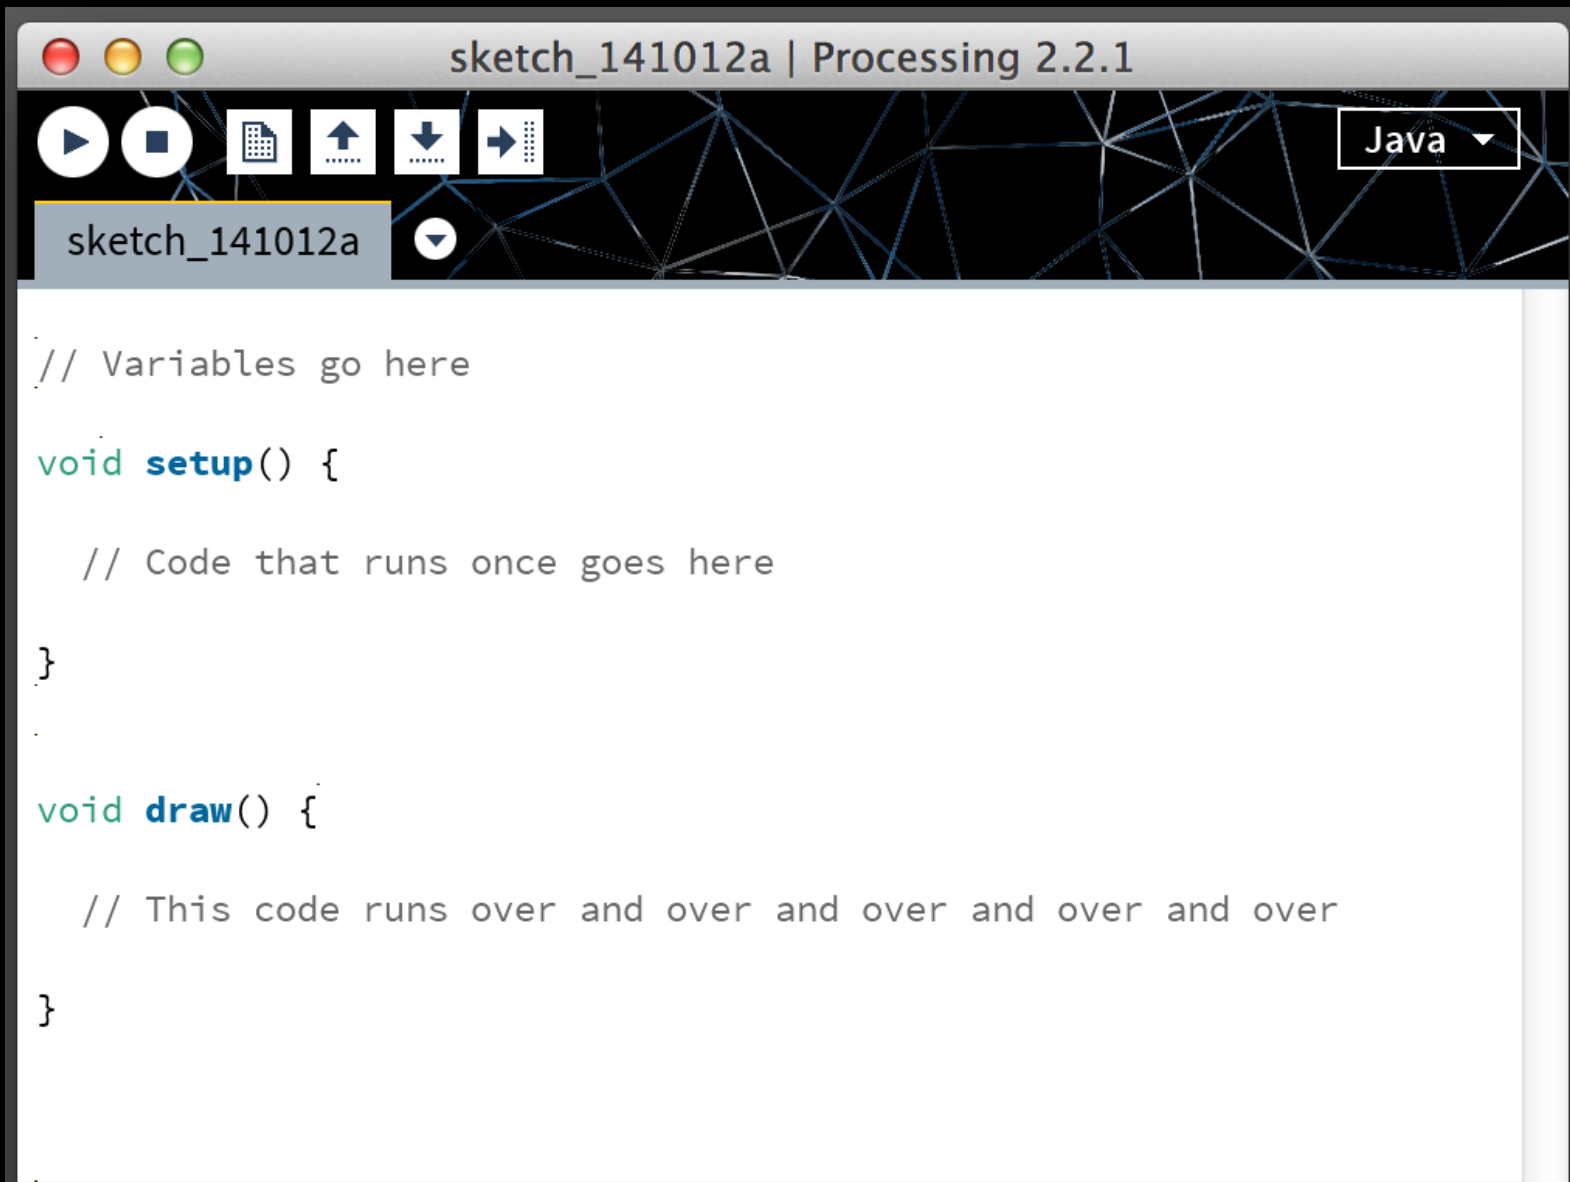 sketch_141012a | Processing 2.2.1
Java
sketch_141012a
// Variables go here
void setup() {
  // Code that runs once goes here
}
void draw() {
  // This code runs over and over and over and over and over
}